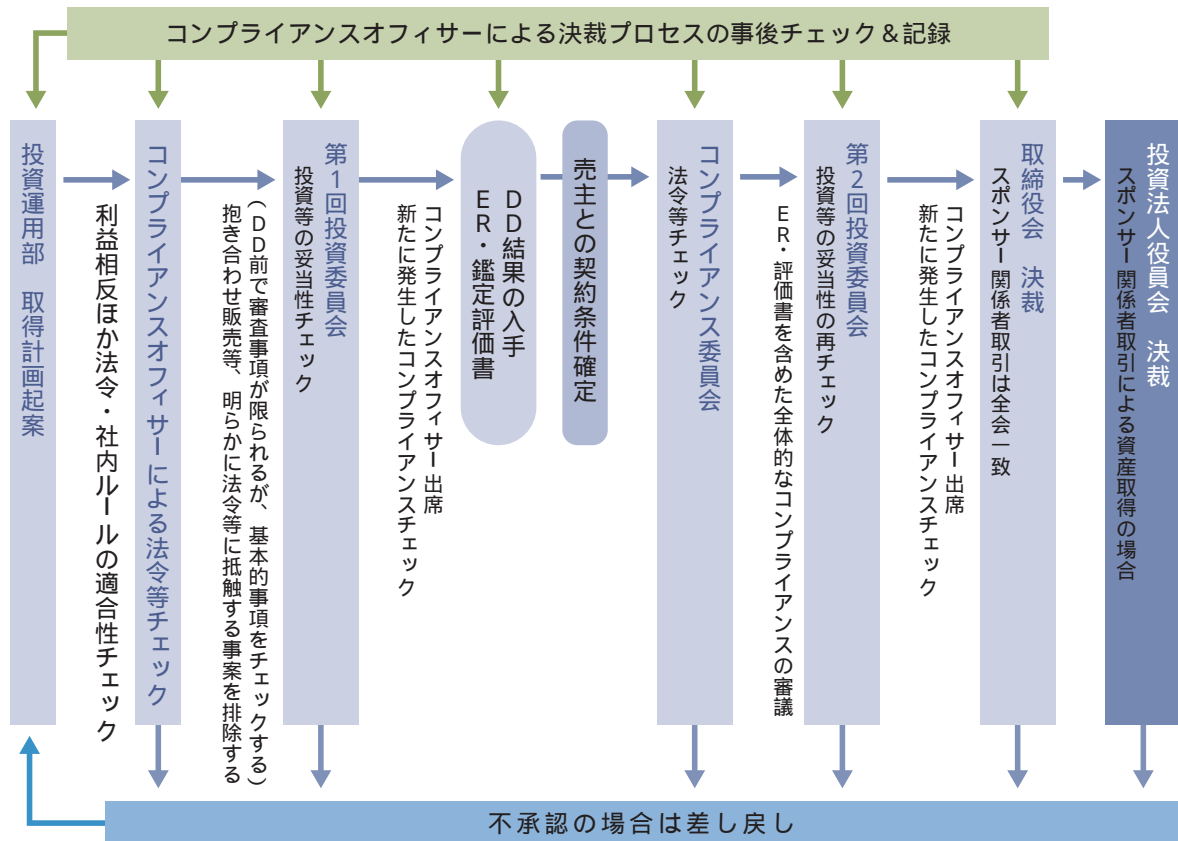 コンプライアンスオフィサーによる決裁プロセスの事後チェック&記録
投資運用部 取得計画起案
利益相反ほか法令・社内ルールの適合性チェック
コンプライアンスオフィサーによる法令等チェック
(DD前で審査事項が限られるが、基本的事項をチェックする)
抱き合わせ販売等、明らかに法令等に抵触する事案を排除する
第1回投資委員会
投資等の妥当性チェック
コンプライアンスオフィサー出席
新たに発生したコンプライアンスチェック
DD結果の入手
ER・鑑定評価書
売主との契約条件確定
コンプライアンス委員会
法令等チェック
ER・評価書を含めた全体的なコンプライアンスの審議
第2回投資委員会
投資等の妥当性の再チェック
コンプライアンスオフィサー出席
新たに発生したコンプライアンスチェック
取締役会 決裁
スポンサー関係者取引は全会一致
投資法人役員会 決裁
スポンサー関係者取引による資産取得の場合
不承認の場合は差し戻し